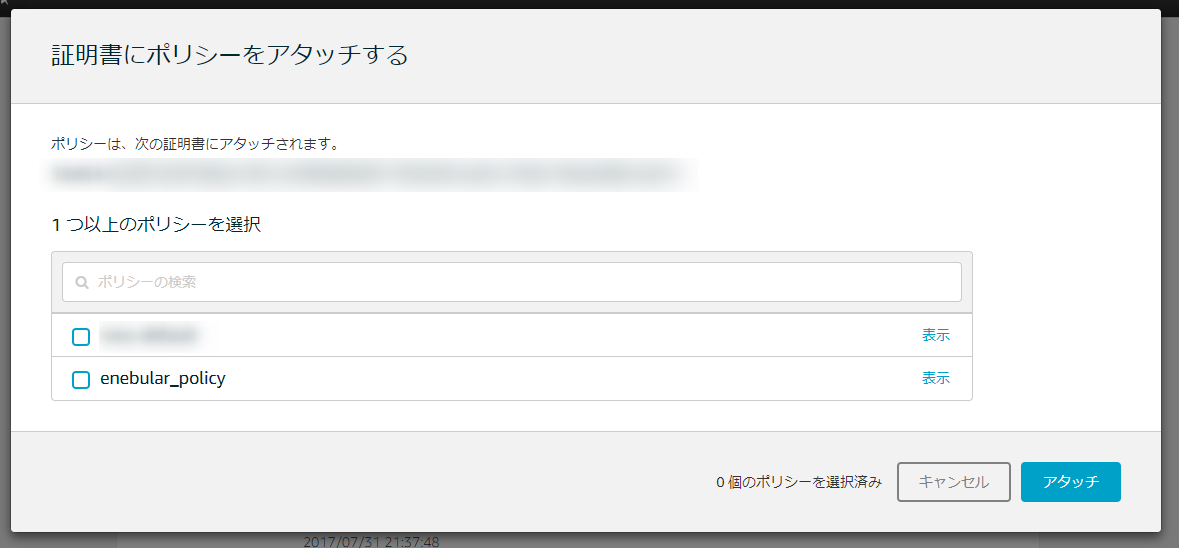 証明書にポリシーをアタッチする
ポリシーは、次の証明書にアタッチされます。
1 つ以上のポリシーを選択
ポリシーの検索
表示
enebular_policy 表示
0 個のポリシーを選択済み キャンセル アタッチ
2017/07/31 21:37:48